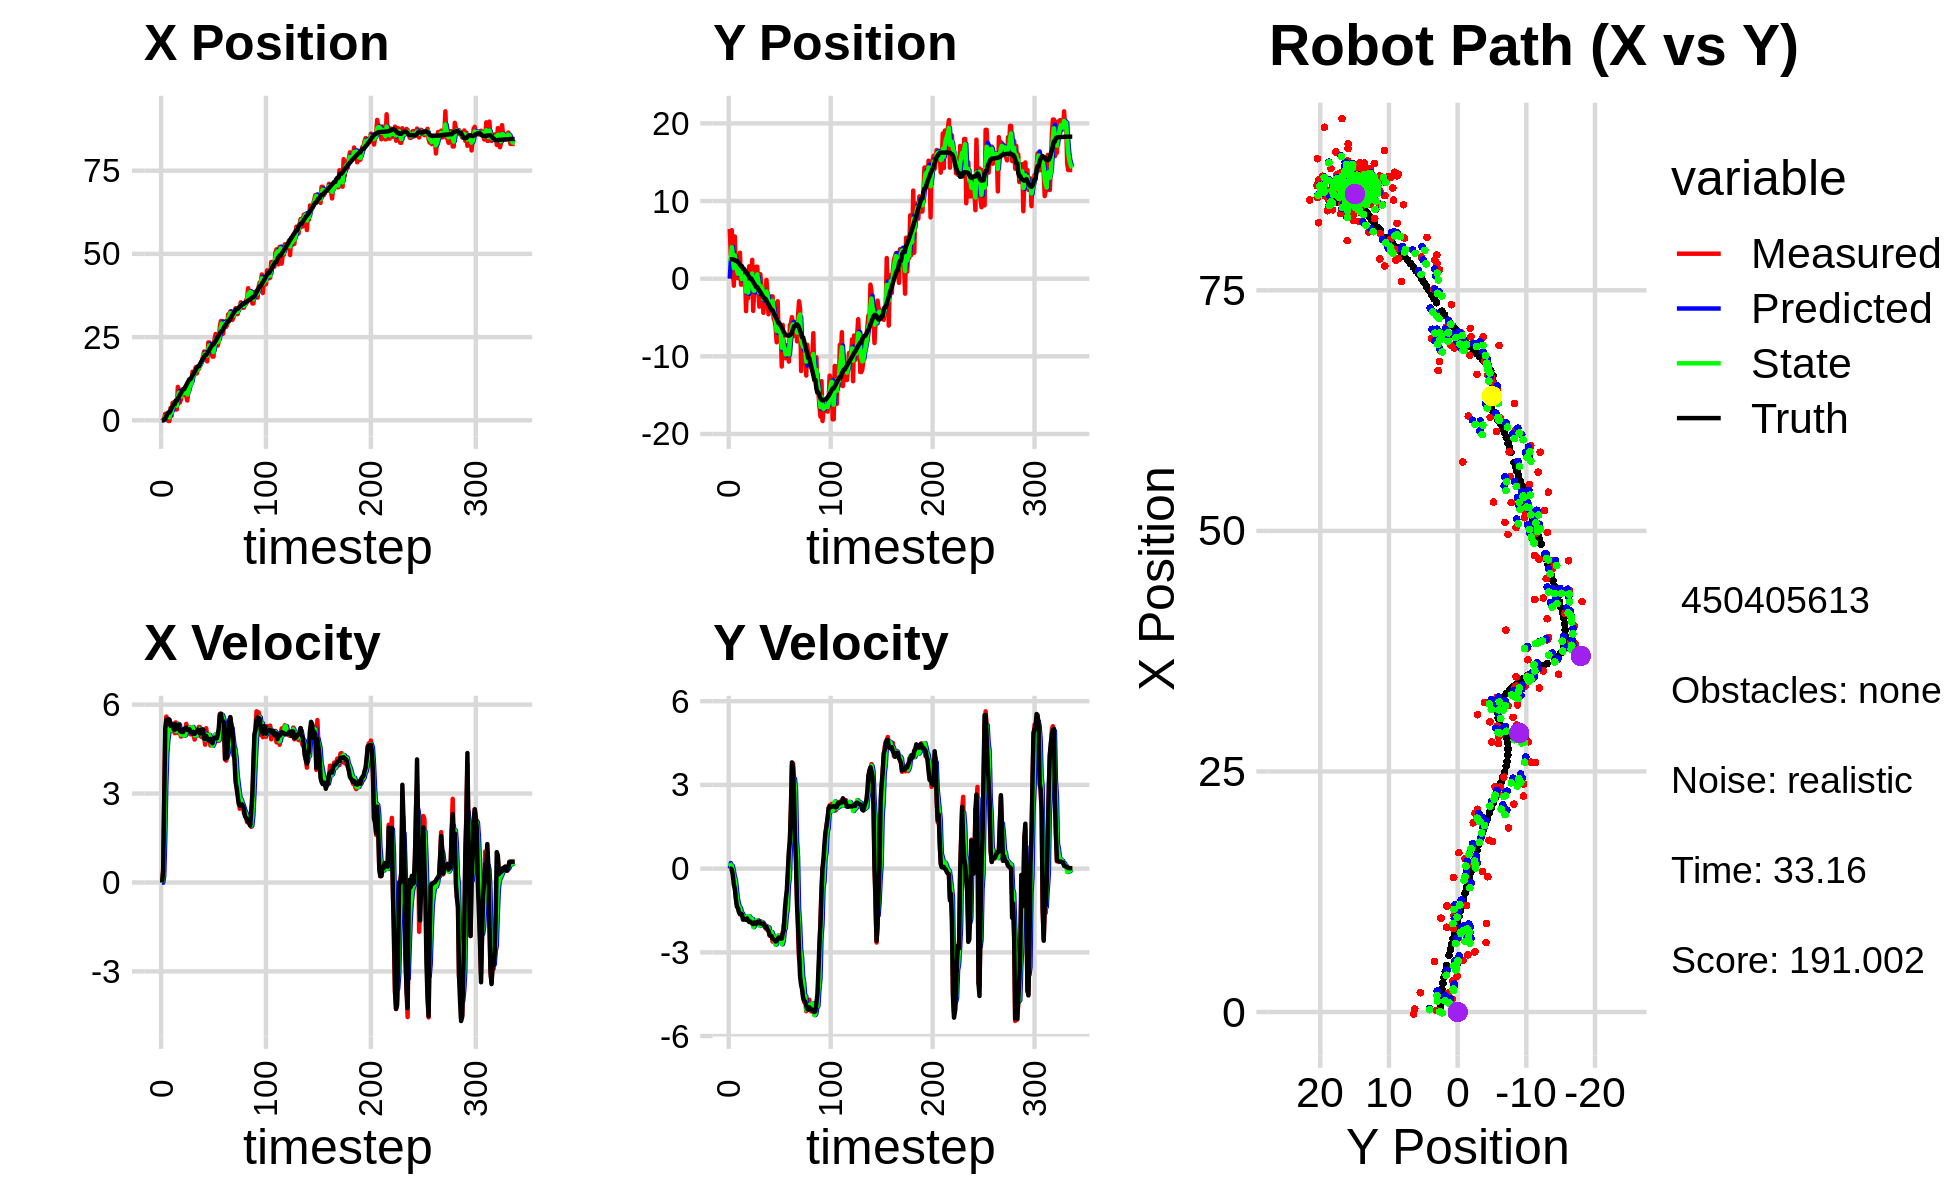 X Position
75
50
25
0
0
100
200
300
timestep
Y Position
20
10
0
-10
-20
0
100
200
300
timestep
X Velocity
6
3
0
-3
0
100
200
300
timestep
Y Velocity
6
3
0
-3
-6
0
100
200
300
timestep
Robot Path (X vs Y)
X Position
75
50
25
0
20 10 0 -10 -20
Y Position
variable
Measured
Predicted
State
Truth
450405613
Obstacles: none
Noise: realistic
Time: 33.16
Score: 191.002